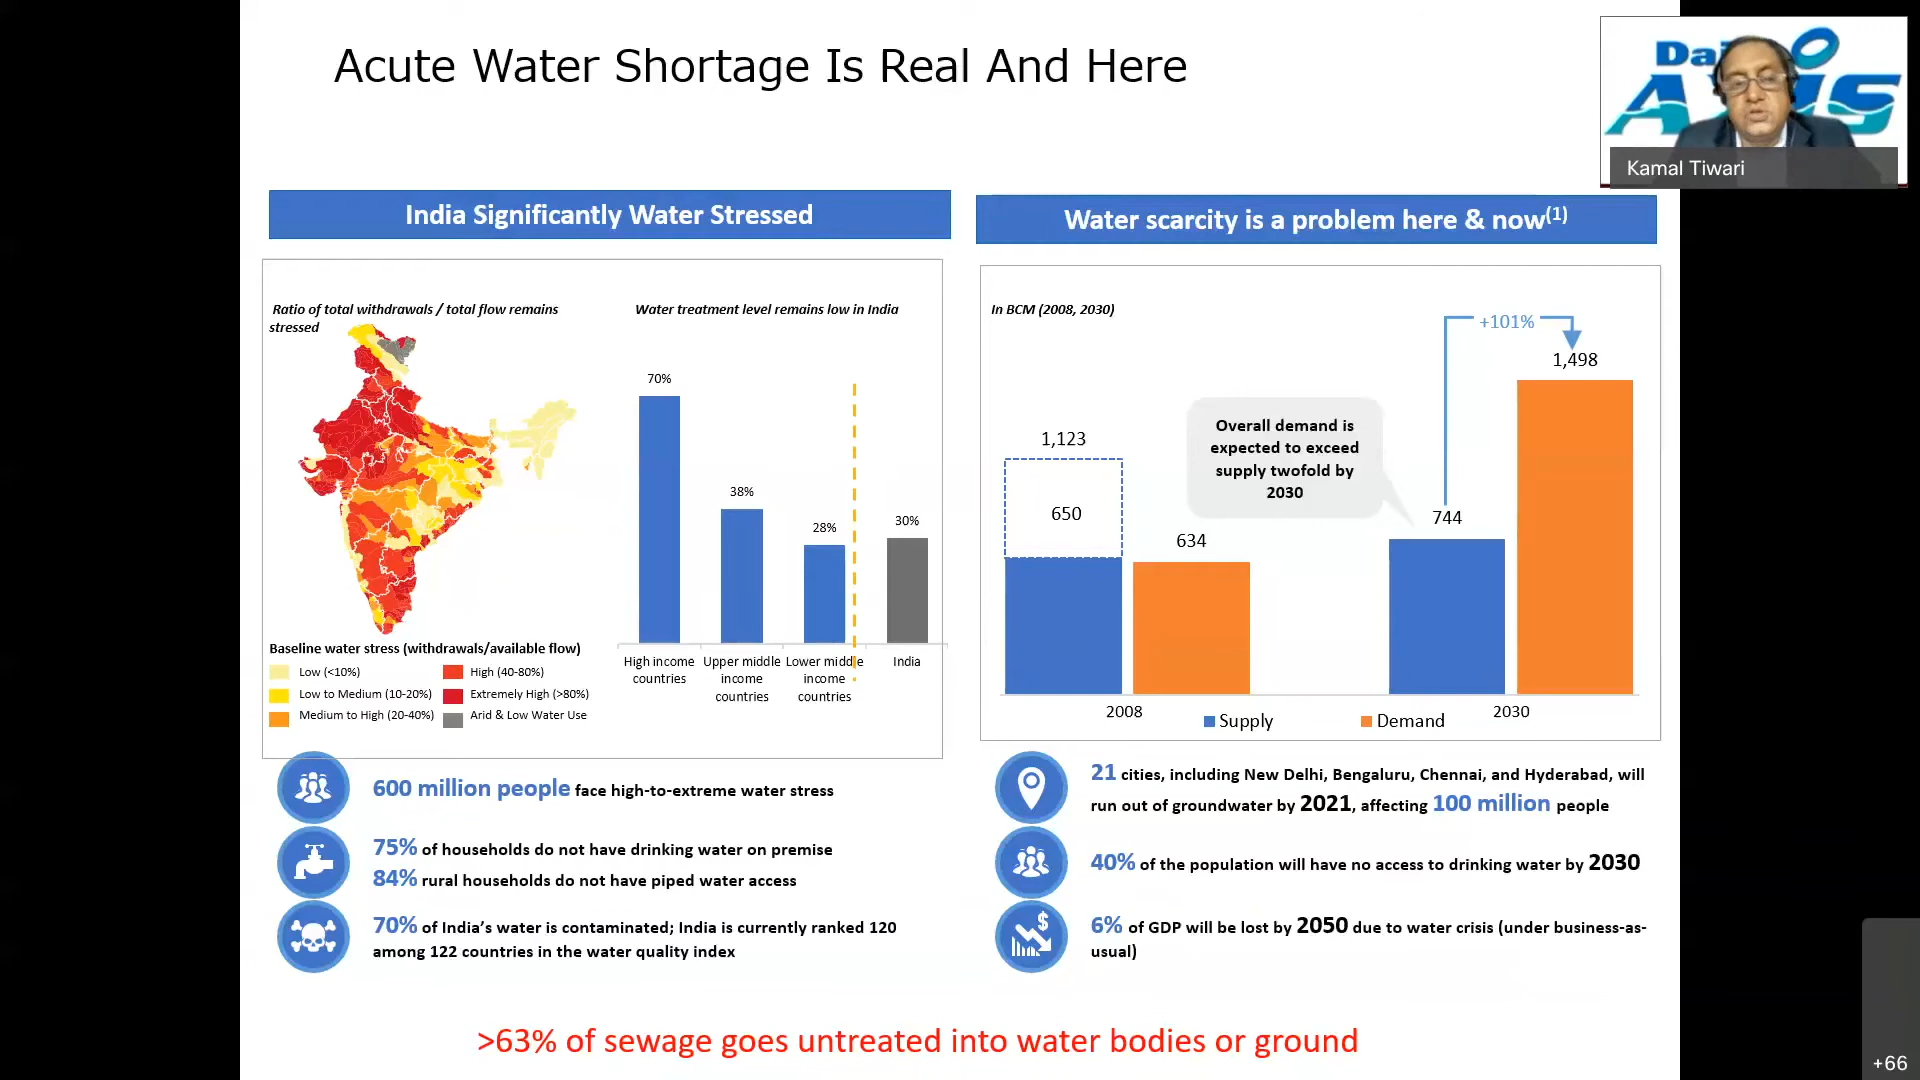 Acute Water Shortage Is Real And Here
Kamal Tiwari
India Significantly Water Stressed
Ratio of total withdrawals / total flow remains
stressed
Water treatment level remains low in India
70%
38%
28%
30%
High income
countries
Upper middle
income
countries
Lower middle
income
countries
India
Baseline water stress (withdrawals/available flow)
Low (<10%)
Low to Medium (10-20%)
Medium to High (20-40%)
High (40-80%)
Extremely High (>80%)
Arid & Low Water Use
600 million people face high-to-extreme water stress
75% of households do not have drinking water on premise
84% rural households do not have piped water access
70% of India’s water is contaminated; India is currently ranked 120
among 122 countries in the water quality index
Water scarcity is a problem here & now(1)
In BCM (2008, 2030)
+101%
1,498
Overall demand is
expected to exceed
supply twofold by
2030
1,123
650
634
744
2008
2030
Supply
Demand
21 cities, including New Delhi, Bengaluru, Chennai, and Hyderabad, will
run out of groundwater by 2021, affecting 100 million people
40% of the population will have no access to drinking water by 2030
$
6% of GDP will be lost by 2050 due to water crisis (under business-as-
usual)
>63% of sewage goes untreated into water bodies or ground
+66